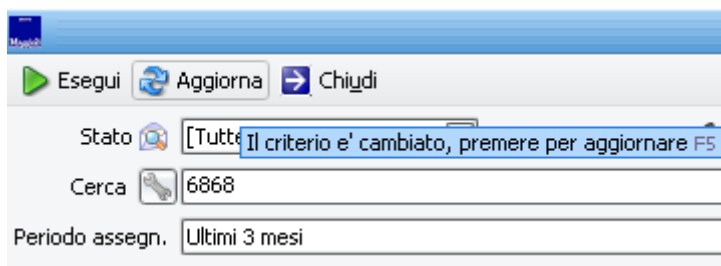 Esegui Aggiorna Chiudi
Stato [Tutte Il criterio e' cambiato, premere per aggiornare F5
Cerca 6868
Periodo assegn. Ultimi 3 mesi